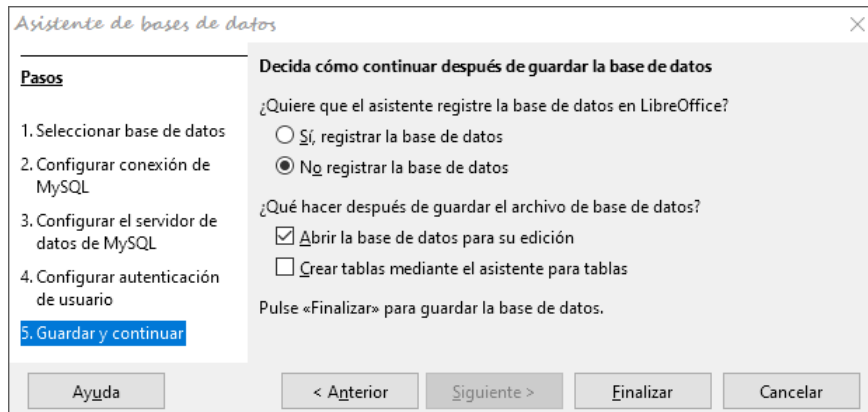 Asistente de bases de datos
Pasos
1. Seleccionar base de datos
2. Configurar conexión de
MySQL
3. Configurar el servidor de
datos de MySQL
4. Configurar autenticación
de usuario
5. Guardar y continuar
Decida cómo continuar después de guardar la base de datos
¿Quiere que el asistente registre la base de datos en LibreOffice?
Sí, registrar la base de datos
No registrar la base de datos
¿Qué hacer después de guardar el archivo de base de datos?
Abrir la base de datos para su edición
Crear tablas mediante el asistente para tablas
Pulse «Finalizar» para guardar la base de datos.
Ayuda
< Anterior
Siguiente >
Finalizar
Cancelar